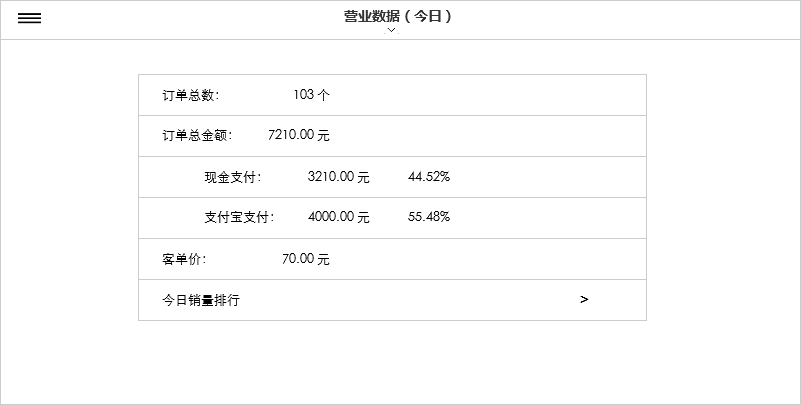 营业数据（今日）
订单总数： 103 个
订单总金额： 7210.00 元
现金支付： 3210.00 元 44.52%
支付宝支付： 4000.00 元 55.48%
客单价： 70.00 元
今日销量排行 >